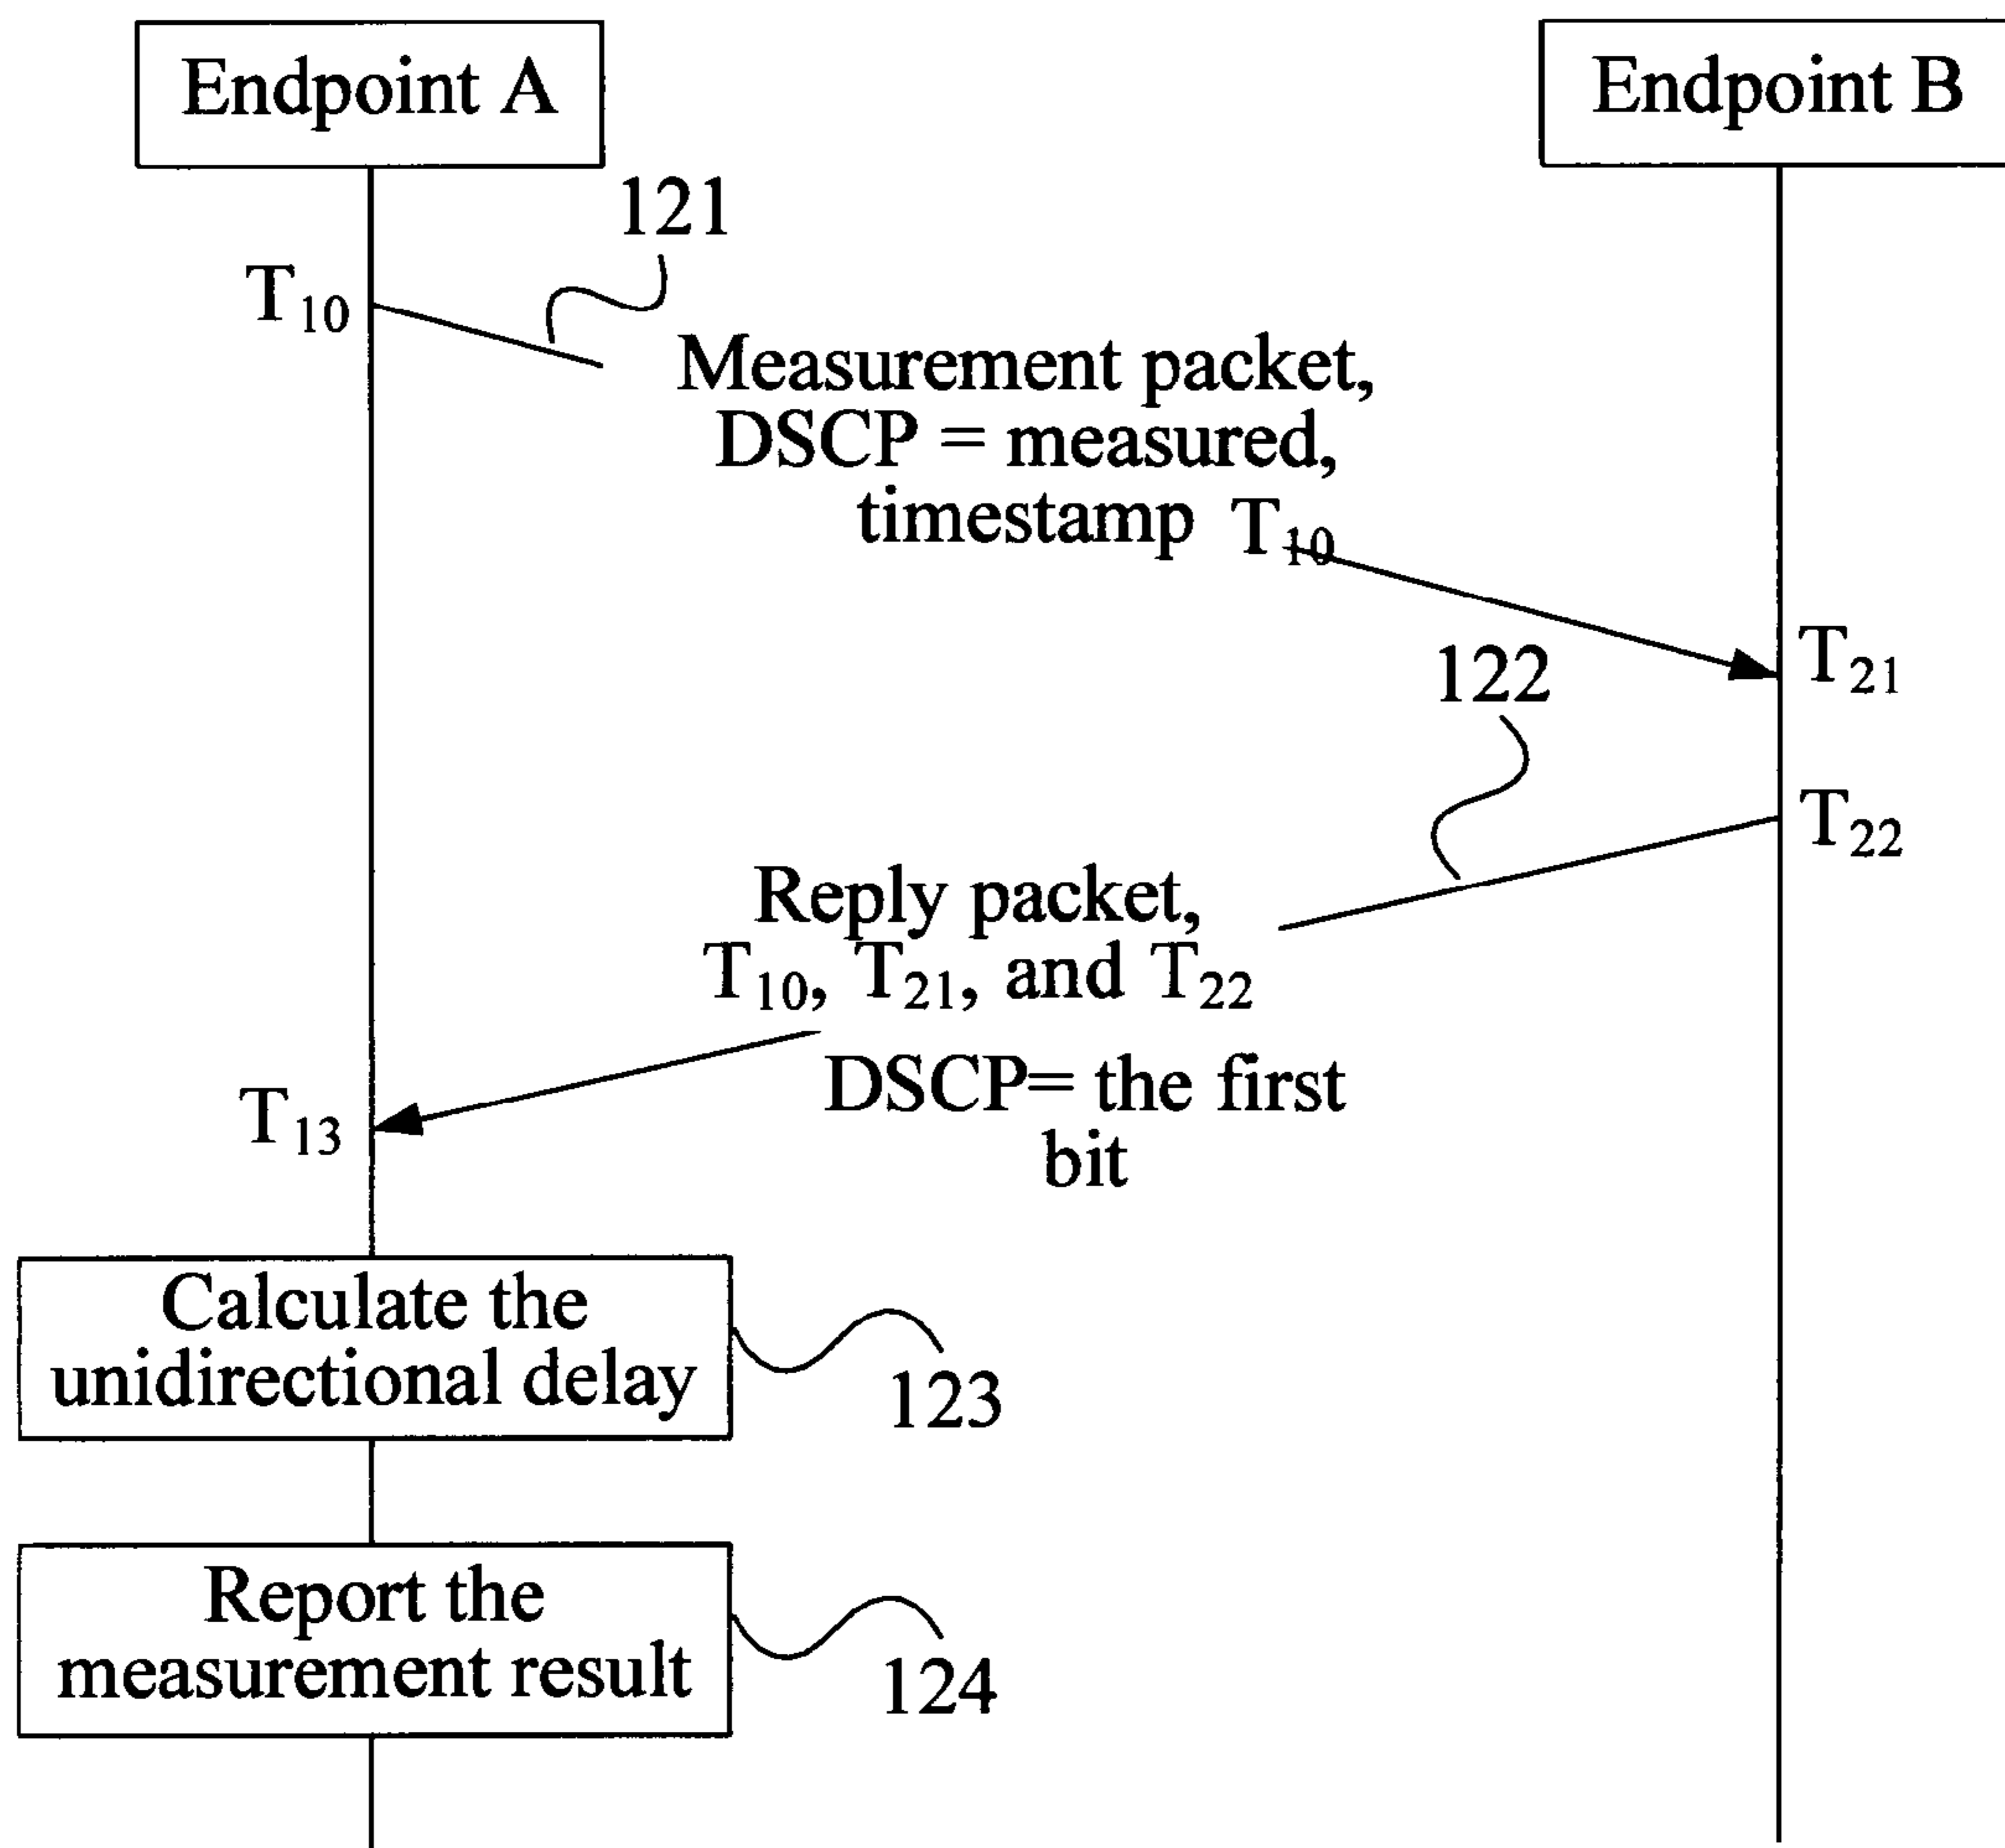 Endpoint A
Endpoint B
121
T10
Measurement packet,
DSCP = measured,
timestamp T10
T21
122
T22
Reply packet,
T10, T21, and T22
DSCP= the first
bit
T13
Calculate the
unidirectional delay
123
Report the
measurement result
124